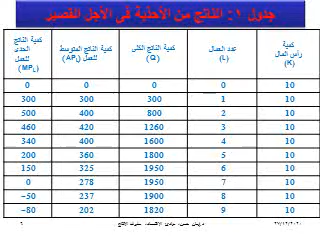 جدول ١: الناتج من الأحذية فى الأجل القصير
كمية رأس المال (K) عدد العمال (L) كمية الناتج الكلى (Q) كمية الناتج المتوسط للعمل (APL) كمية الناتج الحدى للعمل (MPL)
10 0 0 0 0
10 1 300 300 300
10 2 800 400 500
10 3 1260 420 460
10 4 1600 400 340
10 5 1800 360 200
10 6 1950 325 150
10 7 1950 278 0
10 8 1900 237 -50
10 9 1820 202 -80